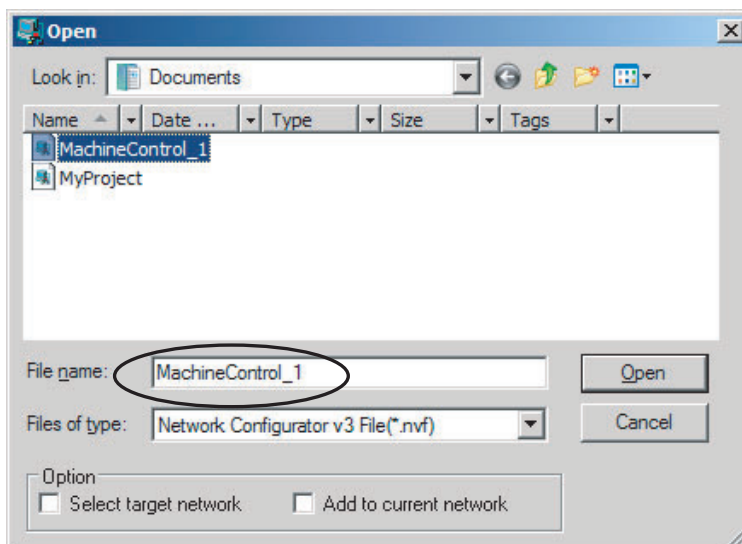 Open
Look in: Documents
Name Date ... Type Size Tags
MachineControl_1
MyProject
File name: MachineControl_1 Open
Files of type: Network Configurator v3 File(*.nvf) Cancel
Option
Select target network Add to current network